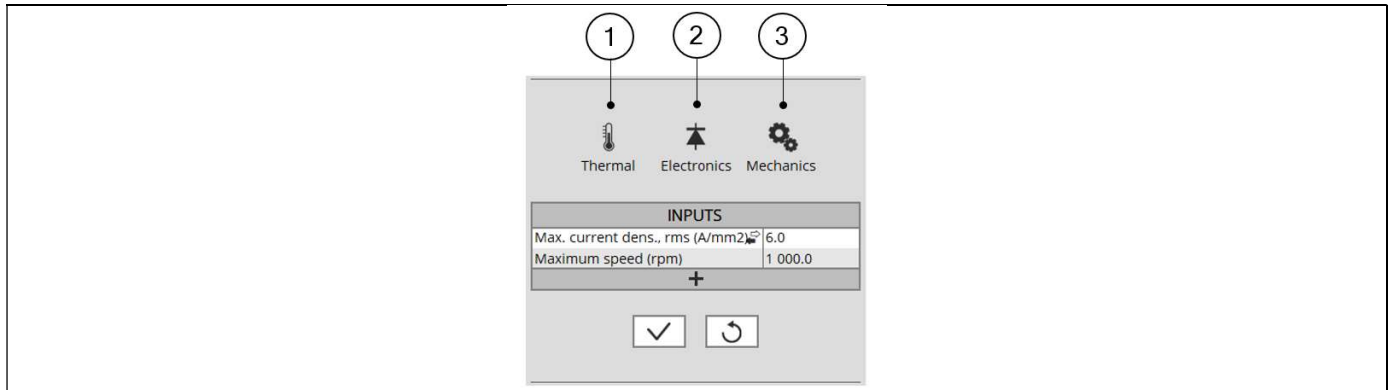 1 2 3
Thermal Electronics Mechanics
INPUTS
Max. current dens., rms (A/mm2) 6.0
Maximum speed (rpm) 1 000.0